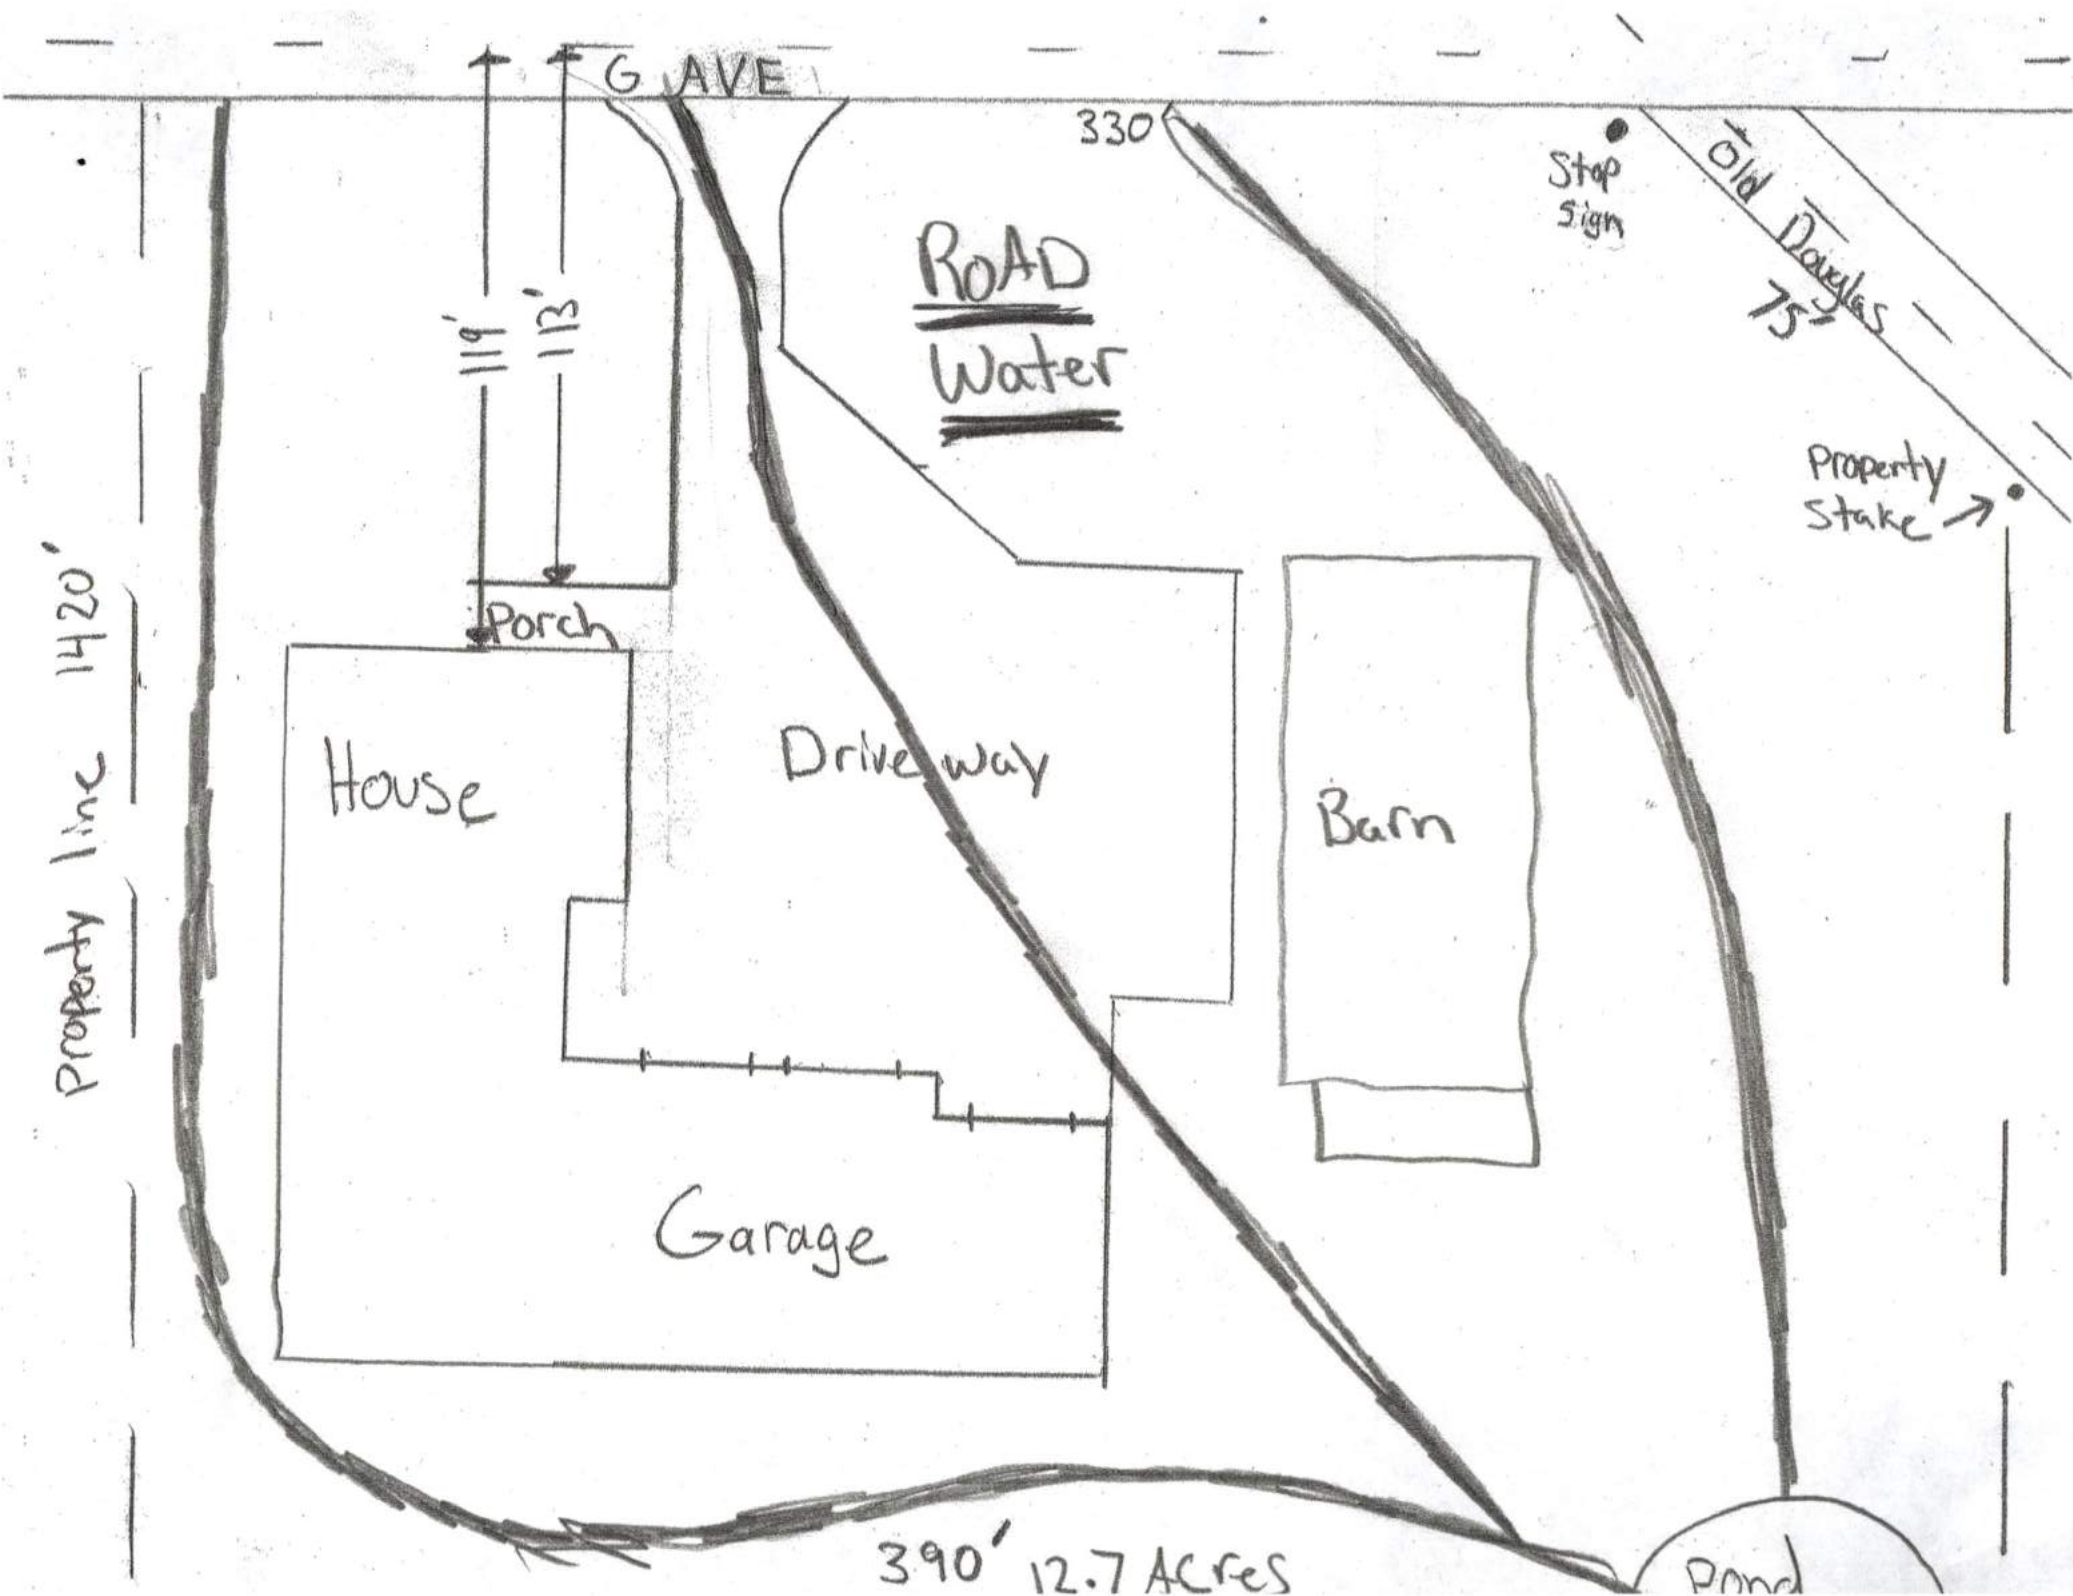 G AVE
330
Stop
Sign
Old Douglas
75'
ROAD
Water
119'
113'
Property
Stake
Porch
House
Driveway
Barn
Property line 1420'
Garage
390' 12.7 Acres
Pond